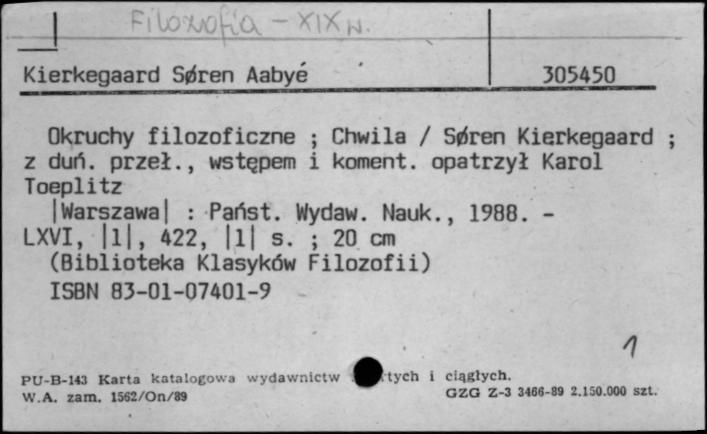 Filozofia - XIX w.
Kierkegaard Søren Aabyé 305450
Okruchy filozoficzne ; Chwila / Søren Kierkegaard ;
z duń. przeł., wstępem i koment. opatrzył Karol
Toeplitz
|Warszawa| : Państ. Wydaw. Nauk., 1988. -
LXVI, |1|, 422, |1| s. ; 20 cm
(Biblioteka Klasyków Filozofii)
ISBN 83-01-07401-9
1
PU-B-143 Karta katalogowa wydawnictw rtych i ciągłych.
W.A. zam. 1562/On/89 GZG Z-3 3466-89 2.150.000 szt.